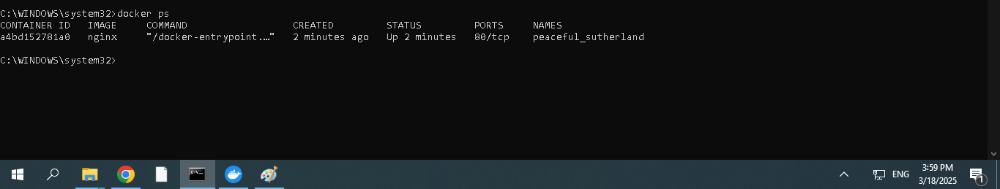 C:\WINDOWS\system32>docker ps
CONTAINER ID   IMAGE     COMMAND                  CREATED         STATUS         PORTS     NAMES
a4bd152781a0   nginx     "/docker-entrypoint.…"   2 minutes ago   Up 2 minutes   80/tcp    peaceful_sutherland
C:\WINDOWS\system32>
ENG
3:59 PM
3/18/2025
1